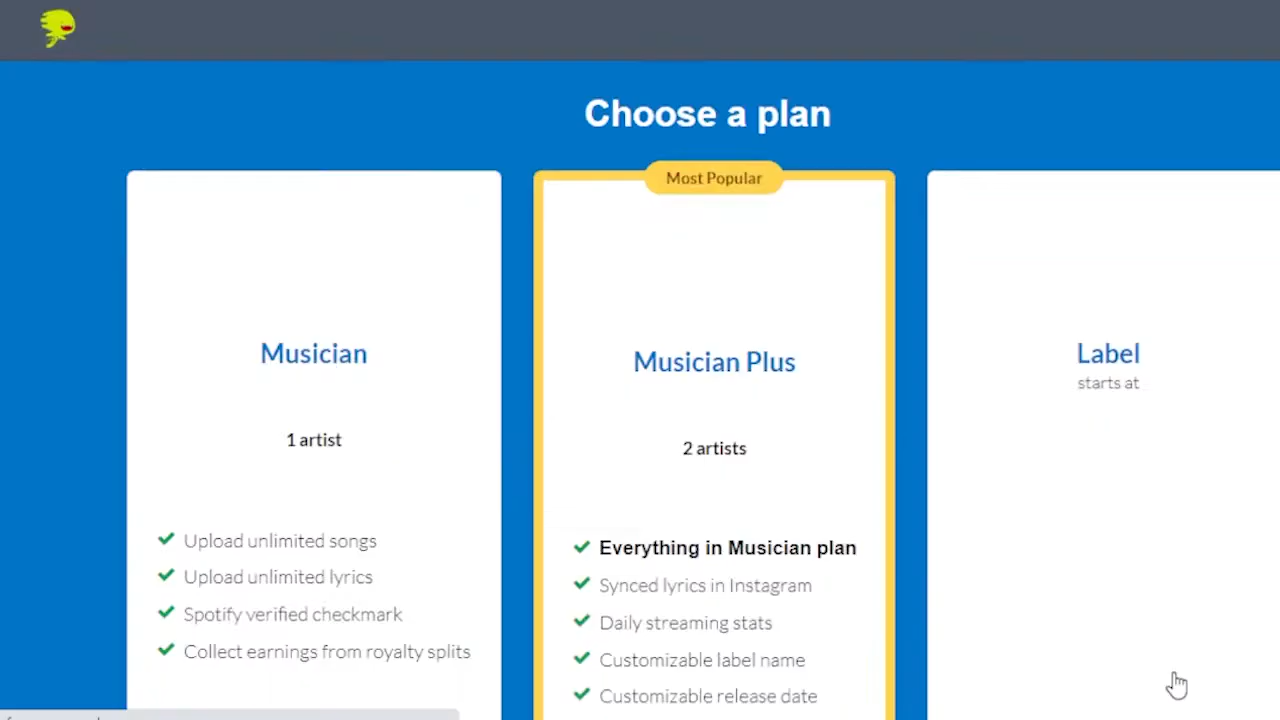 Choose a plan
Most Popular
Musician
1 artist
Upload unlimited songs
Upload unlimited lyrics
Spotify verified checkmark
Collect earnings from royalty splits
Musician Plus
2 artists
Everything in Musician plan
Synced lyrics in Instagram
Daily streaming stats
Customizable label name
Customizable release date
Label
starts at